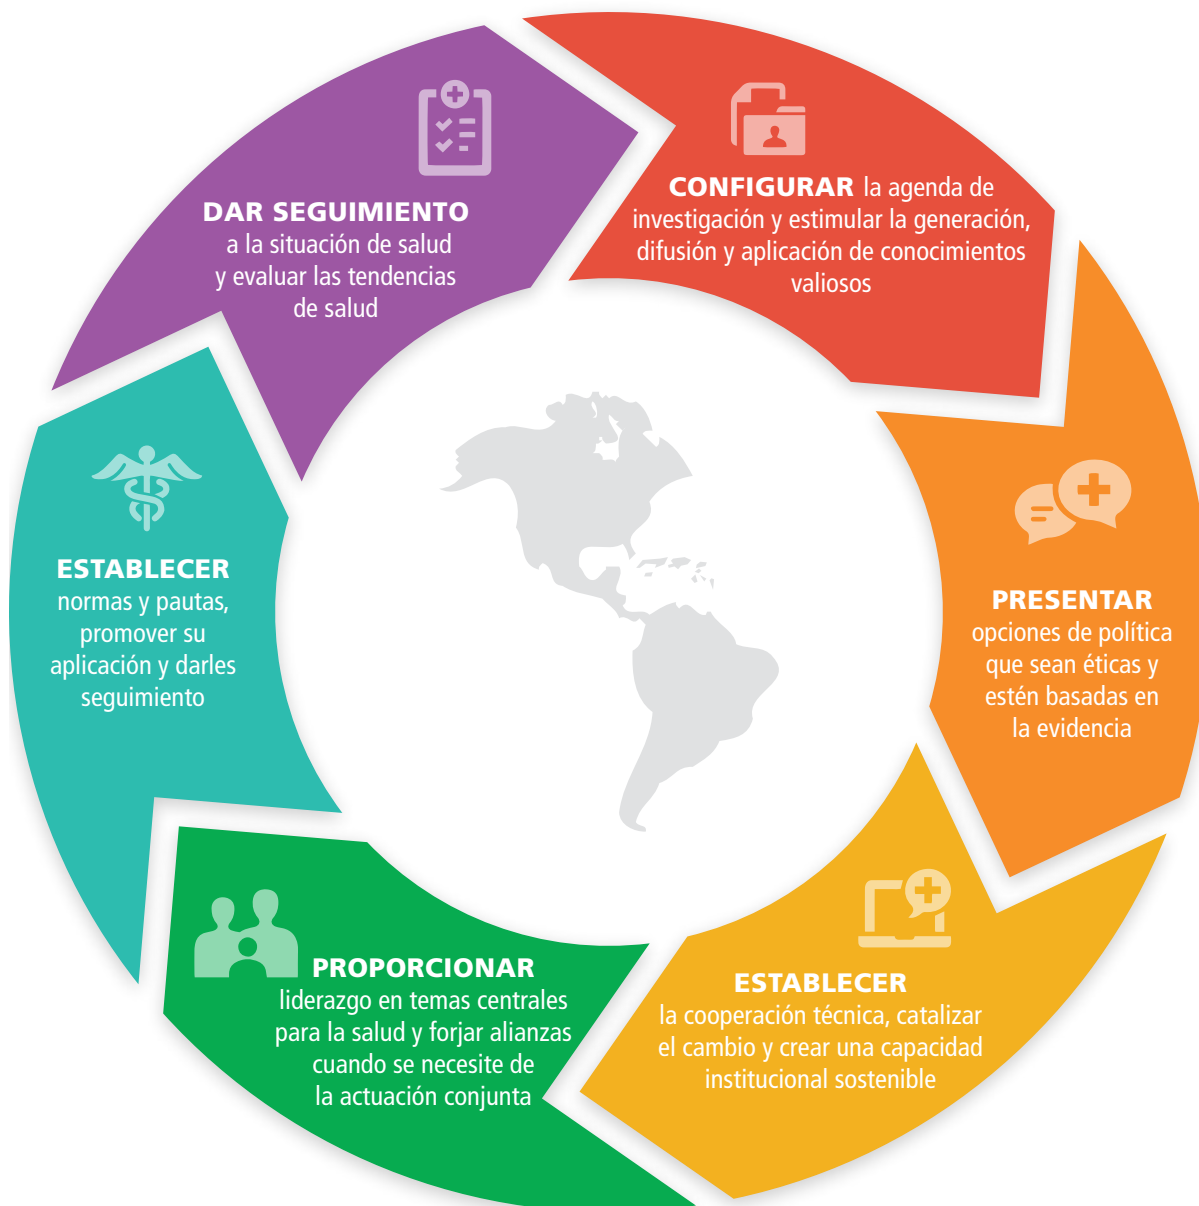 DAR SEGUIMIENTO
a la situación de salud
y evaluar las tendencias
de salud
CONFIGURAR la agenda de
investigación y estimular la generación,
difusión y aplicación de conocimientos
valiosos
PRESENTAR
opciones de política
que sean éticas y
estén basadas en
la evidencia
ESTABLECER
la cooperación técnica, catalizar
el cambio y crear una capacidad
institucional sostenible
PROPORCIONAR
liderazgo en temas centrales
para la salud y forjar alianzas
cuando se necesite de
la actuación conjunta
ESTABLECER
normas y pautas,
promover su
aplicación y darles
seguimiento